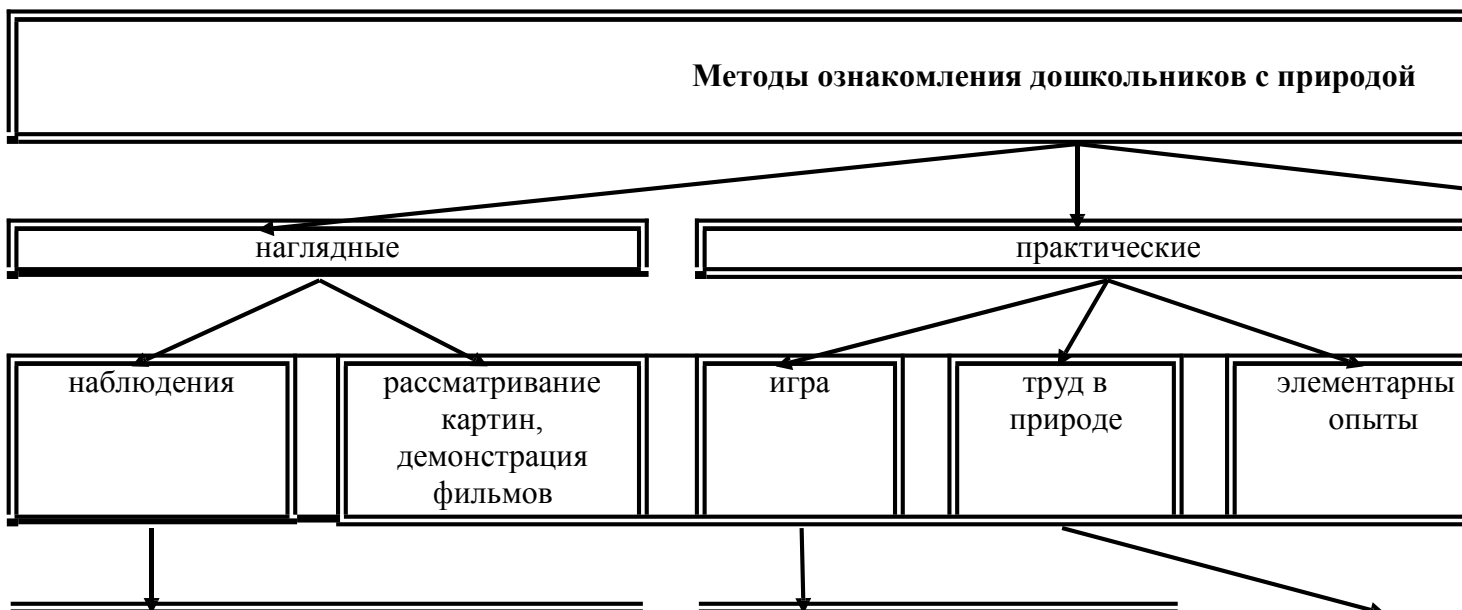 Методы ознакомления дошкольников с природой
наглядные
практические
наблюдения
рассматривание
картин,
демонстрация
фильмов
игра
труд в
природе
элементарны
опыты